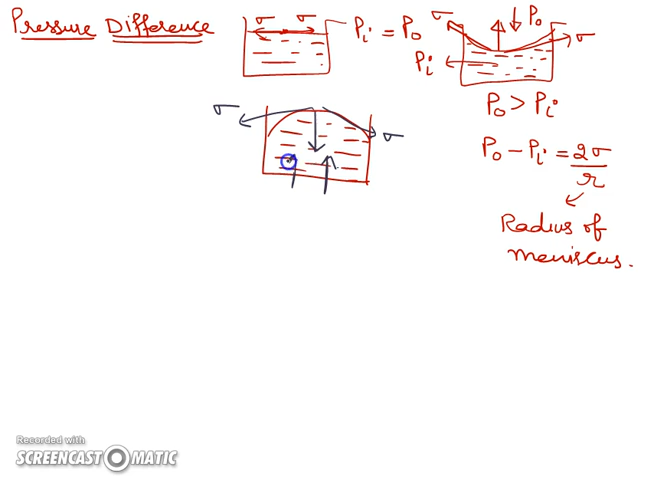 Pressure Difference
σ σ
Pi = Po
σ Po
σ
Pi
Po > Pi
σ
σ
Po - Pi = 2σ
r
Radius of
meniscus.
Recorded with
SCREENCAST MATIC